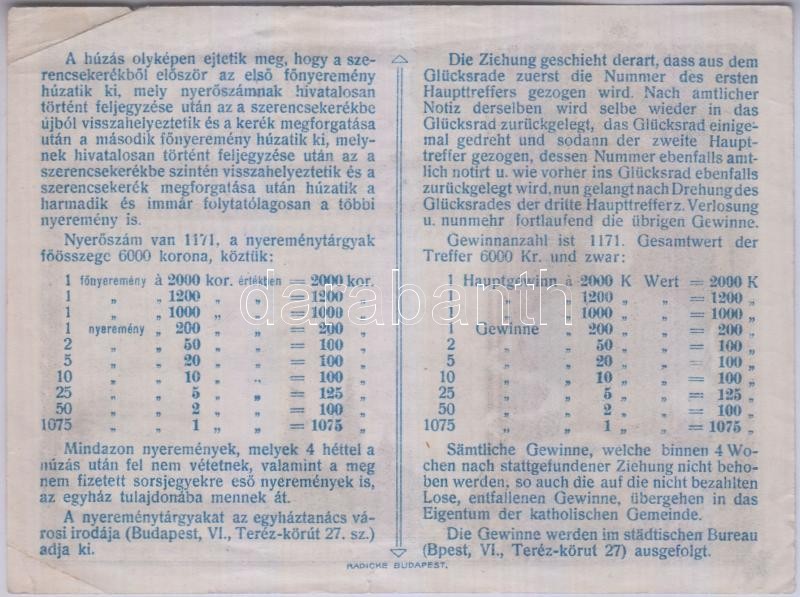 A húzás olyképen ejtetik meg, hogy a sze-
rencsekerékből először az első főnyeremény
húzatik ki, mely nyerőszámnak hivatalosan
történt feljegyzése után az a szerencsekerékbe
újból visszahelyeztetik és a kerék megforgatása
után a második főnyeremény húzatik ki, mely-
nek hivatalosan történt feljegyzése után az a
szerencsekerékbe szintén visszahelyeztetik és a
szerencsekerék megforgatása után húzatik a
harmadik és immár folytatólagosan a többi
nyeremény is.
Nyerőszám van 1171, a nyereménytárgyak
főösszege 6000 korona, köztük:
1 főnyeremény à 2000 kor. értékben = 2000 kor.
1 „ „ 1200 „ „ = 1200 „
1 „ „ 1000 „ „ = 1000 „
1 nyeremény „ 200 „ „ = 200 „
2 „ „ 50 „ „ = 100 „
5 „ „ 20 „ „ = 100 „
10 „ „ 10 „ „ = 100 „
25 „ „ 5 „ „ = 125 „
50 „ „ 2 „ „ = 100 „
1075 „ „ 1 „ „ = 1075 „
Mindazon nyeremények, melyek 4 héttel a
húzás után fel nem vétetnek, valamint a meg
nem fizetett sorsjegyekre eső nyeremények is,
az egyház tulajdonába mennek át.
A nyereménytárgyakat az egyháztanács vá-
rosi irodája (Budapest, VI., Teréz-körút 27. sz.)
adja ki.
Die Ziehung geschieht derart, dass aus dem
Glücksrade zuerst die Nummer des ersten
Haupttreffers gezogen wird. Nach amtlicher
Notiz derselben wird selbe wieder in das
Glücksrad zurückgelegt, das Glücksrad einige-
mal gedreht und sodann der zweite Haupt-
treffer gezogen, dessen Nummer ebenfalls amt-
lich notirt u. wie vorher ins Glücksrad ebenfalls
zurückgelegt wird, nun gelangt nach Drehung des
Glücksrades der dritte Haupttreffer z. Verlosung
u. nunmehr fortlaufend die übrigen Gewinne.
Gewinnanzahl ist 1171. Gesamtwert der
Treffer 6000 Kr. und zwar:
1 Hauptgewinn à 2000 K Wert = 2000 K
1 „ „ 1200 „ „ = 1200 „
1 „ „ 1000 „ „ = 1000 „
1 Gewinne „ 200 „ „ = 200 „
2 „ „ 50 „ „ = 100 „
5 „ „ 20 „ „ = 100 „
10 „ „ 10 „ „ = 100 „
25 „ „ 5 „ „ = 125 „
50 „ „ 2 „ „ = 100 „
1075 „ „ 1 „ „ = 1075 „
Sämtliche Gewinne, welche binnen 4 Wo-
chen nach stattgefundener Ziehung nicht beho-
ben werden, so auch die auf die nicht bezahlten
Lose, entfallenen Gewinne, übergehen in das
Eigentum der katholischen Gemeinde.
Die Gewinne werden im städtischen Bureau
(Bpest, VI., Teréz-körut 27) ausgefolgt.
RADICKE BUDAPEST.
darabanth